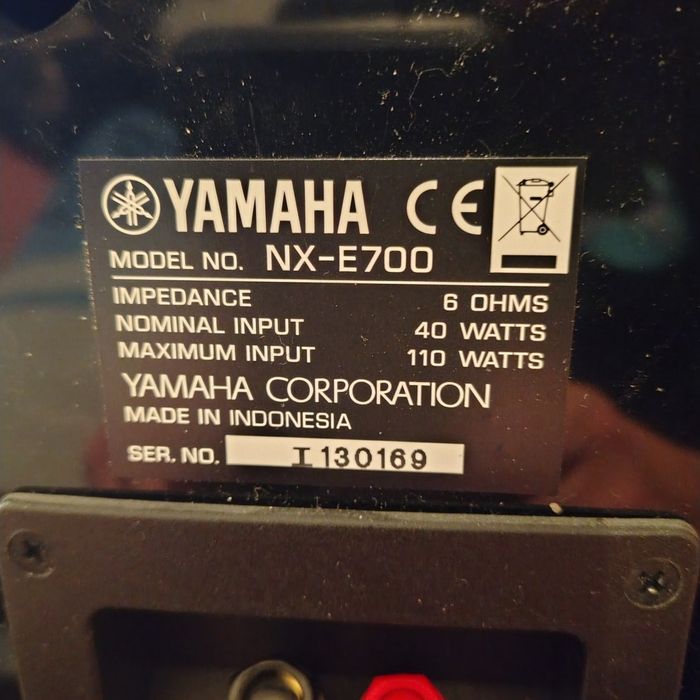 YAMAHA CE
MODEL NO. NX-E700
IMPEDANCE 6 OHMS
NOMINAL INPUT 40 WATTS
MAXIMUM INPUT 110 WATTS
YAMAHA CORPORATION
MADE IN INDONESIA
SER. NO. I 130169